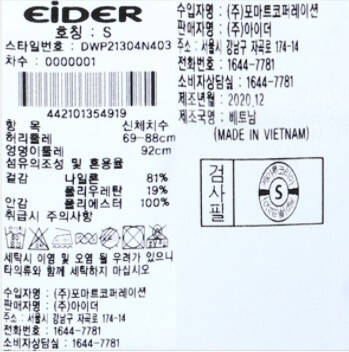 EIDER
호칭 : S
스타일번호 : DWP21304N403
차수 : 0000001
442101354919
항 목 신체치수
허리둘레 69-88cm
엉덩이둘레 92cm
섬유의조성 및 혼용율
겉감 나일론 81%
폴리우레탄 19%
안감 폴리에스터 100%
취급시 주의사항
세탁시 이염 및 오염 될 우려가 있으니
타의류와 함께 세탁하지 마십시오
수입자명 : (주)포마트코퍼레이션
판매자명 : (주)아이더
주소 : 서울시 강남구 자곡로 174-14
전화번호 : 1644-7781
소비자상담실 : 1644-7781
수입자명 : (주)포마트코퍼레이션
판매자명 : (주)아이더
주소 : 서울시 강남구 자곡로 174-14
전화번호 : 1644-7781
소비자상담실 : 1644-7781
제조년월 : 2020,12
제조국명 : 베트남
(MADE IN VIETNAM)
검사필
S